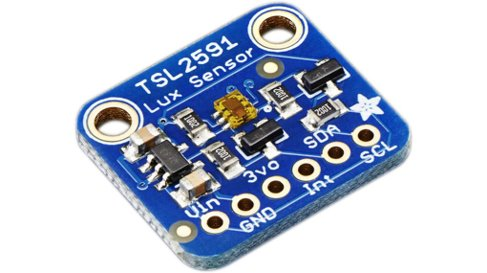 TSL2591
Lux Sensor
Vin
GND
3vo
Int
SDA
SCL